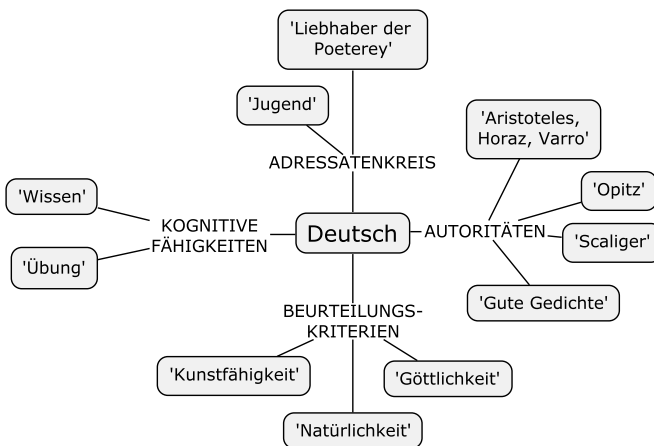 'Liebhaber der
Poeterey'
'Jugend'
'Aristoteles,
Horaz, Varro'
ADRESSATENKREIS
'Wissen'
'Opitz'
KOGNITIVE
FÄHIGKEITEN
Deutsch
AUTORITÄTEN
'Scaliger'
'Übung'
'Gute Gedichte'
BEURTEILUNGS-
KRITERIEN
'Kunstfähigkeit'
'Göttlichkeit'
'Natürlichkeit'